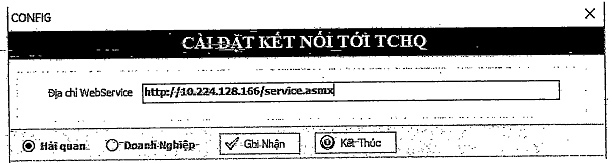 CONFIG
CÀI ĐẶT KẾT NỐI TỚI TCHQ
Địa chỉ WebService http://10.224.128.166/service.asmx
Hải quan Doanh Nghiệp Ghi Nhận Kết Thúc